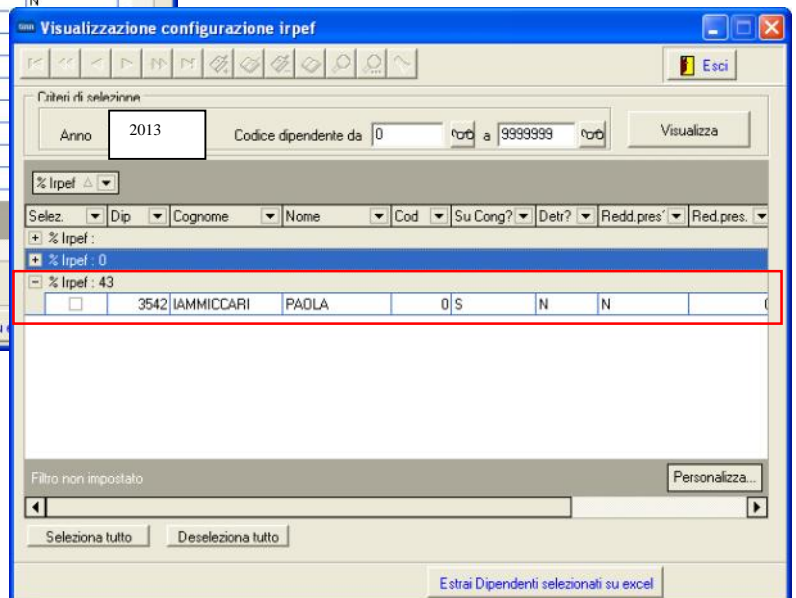 N
Visualizzazione configurazione irpef
Esci
Criteri di selezione
Anno 2013 Codice dipendente da 0 a 9999999 Visualizza
% Irpef
Selez. Dip Cognome Nome Cod Su Cong? Detr? Redd.pres' Red.pres.
% Irpef :
% Irpef : 0
% Irpef : 43
3542 IAMMICCARI PAOLA 0 S N N
Filtro non impostato Personalizza...
Seleziona tutto Deseleziona tutto
Estrai Dipendenti selezionati su excel